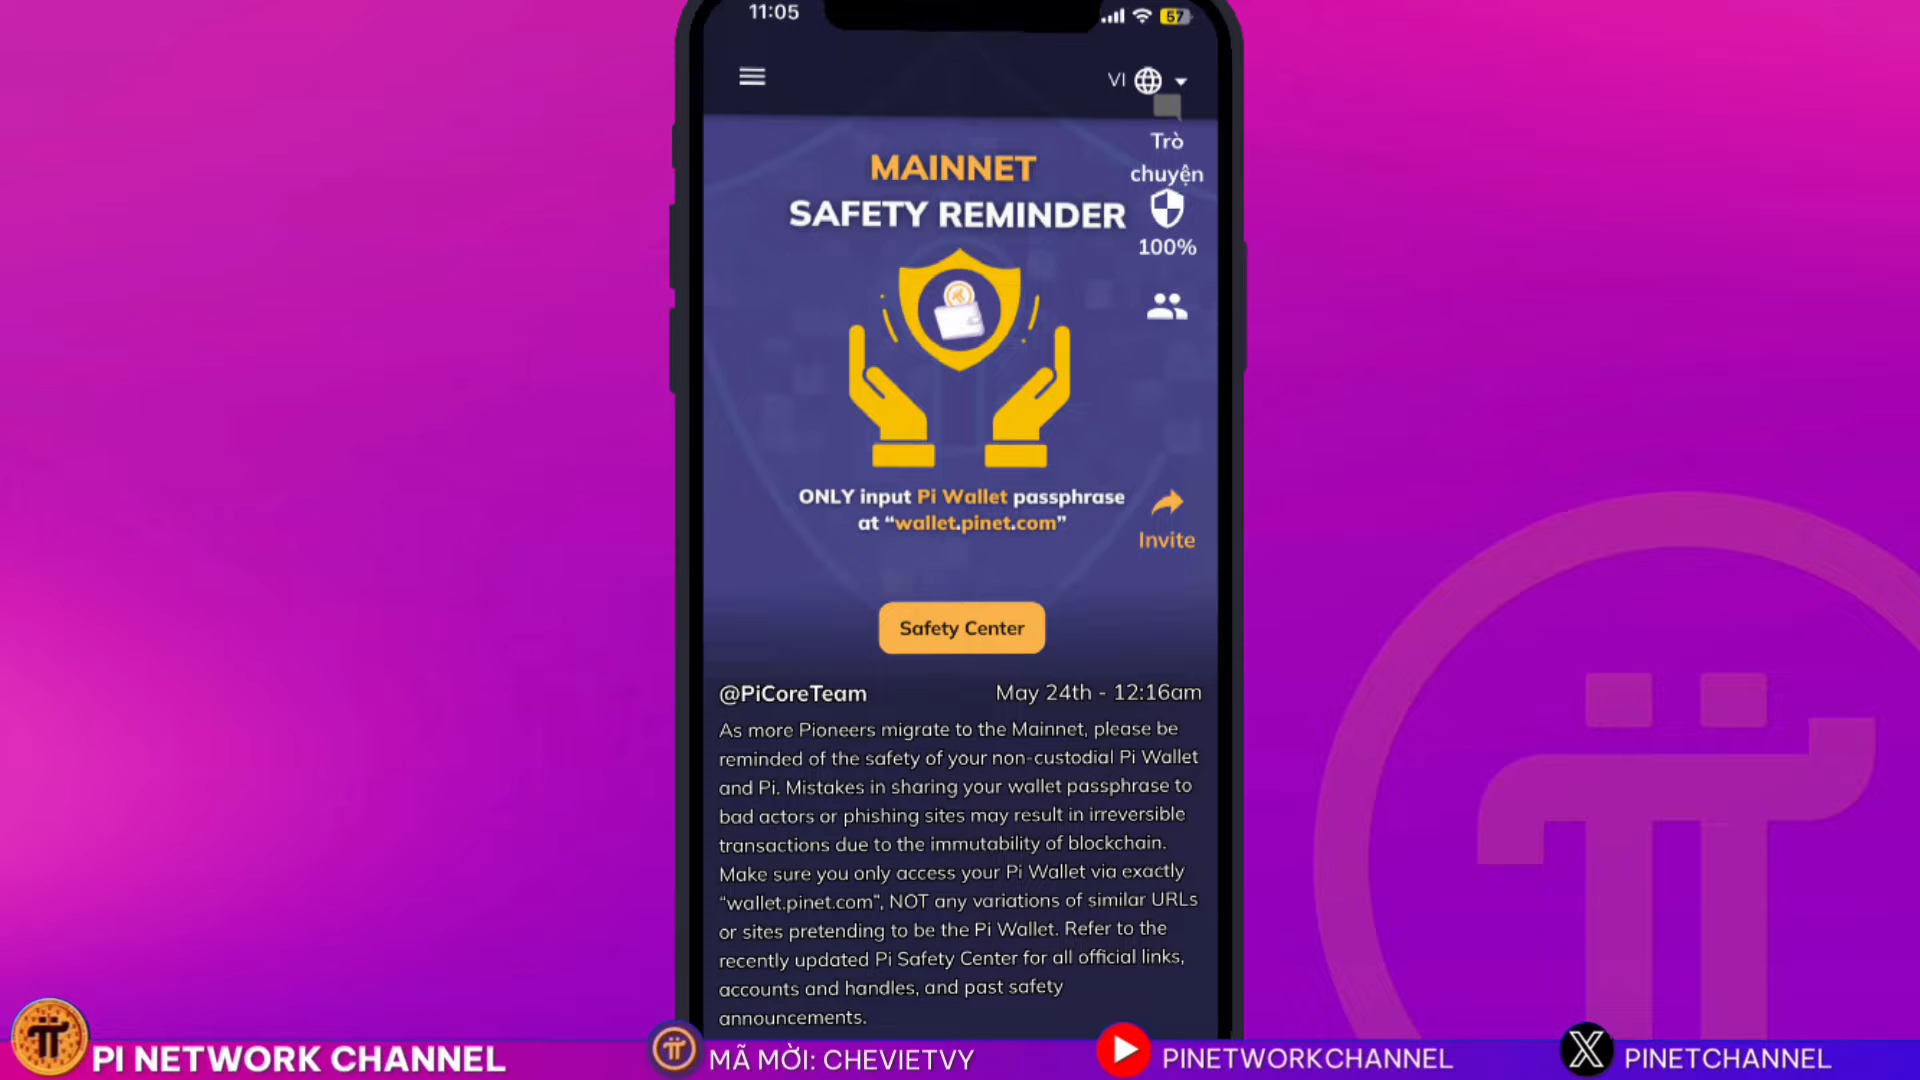 11:05
57
VI
Trò
chuyện
MAINNET
SAFETY REMINDER
100%
ONLY input Pi Wallet passphrase
at “wallet.pinet.com”
Invite
Safety Center
@PiCoreTeam May 24th - 12:16am
As more Pioneers migrate to the Mainnet, please be
reminded of the safety of your non-custodial Pi Wallet
and Pi. Mistakes in sharing your wallet passphrase to
bad actors or phishing sites may result in irreversible
transactions due to the immutability of blockchain.
Make sure you only access your Pi Wallet via exactly
“wallet.pinet.com”, NOT any variations of similar URLs
or sites pretending to be the Pi Wallet. Refer to the
recently updated Pi Safety Center for all official links,
accounts and handles, and past safety
announcements.
PI NETWORK CHANNEL
MÃ MỜI: CHEVIETVY
PINETWORKCHANNEL
PINETCHANNEL